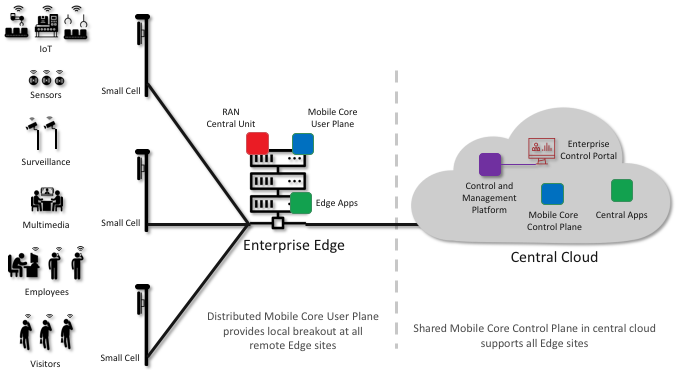 IoT
Sensors
Surveillance
Multimedia
Employees
Visitors
Small Cell
Small Cell
Small Cell
RAN
Central Unit
Mobile Core
User Plane
Edge Apps
Enterprise Edge
Distributed Mobile Core User Plane
provides local breakout at all
remote Edge sites
Enterprise
Control Portal
Control and
Management
Platform
Mobile Core
Control Plane
Central Apps
Central Cloud
Shared Mobile Core Control Plane in central cloud
supports all Edge sites